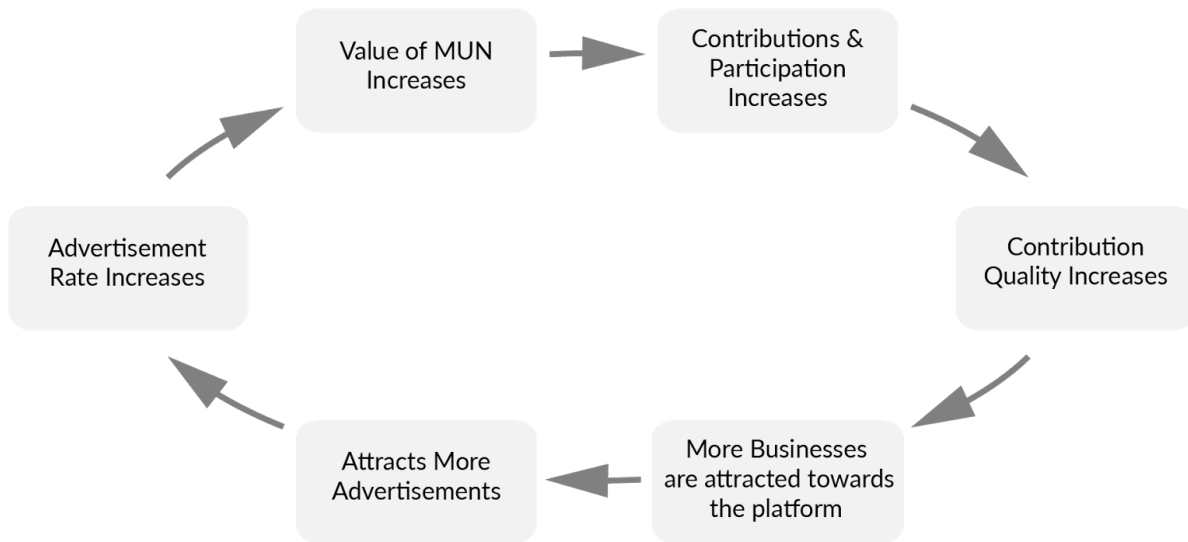 Value of MUN
Increases
Contributions &
Participation
Increases
Contribution
Quality Increases
More Businesses
are attracted towards
the platform
Attracts More
Advertisements
Advertisement
Rate Increases